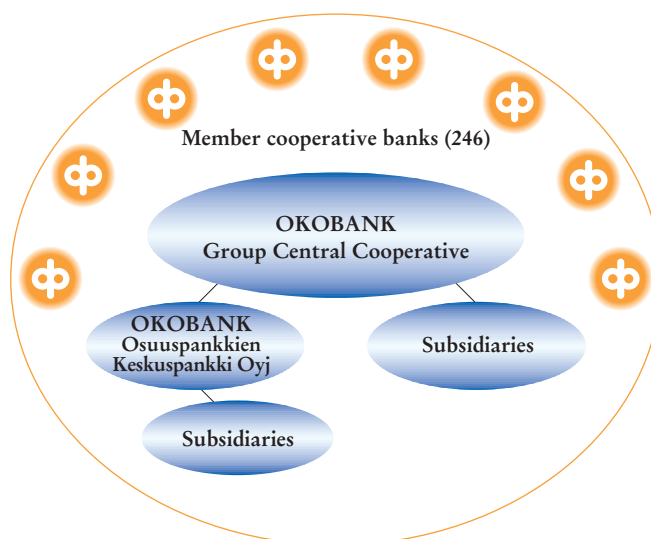 Member cooperative banks (246)
OKOBANK
Group Central Cooperative
OKOBANK
Osuuspankkien
Keskuspankki Oyj
Subsidiaries
Subsidiaries